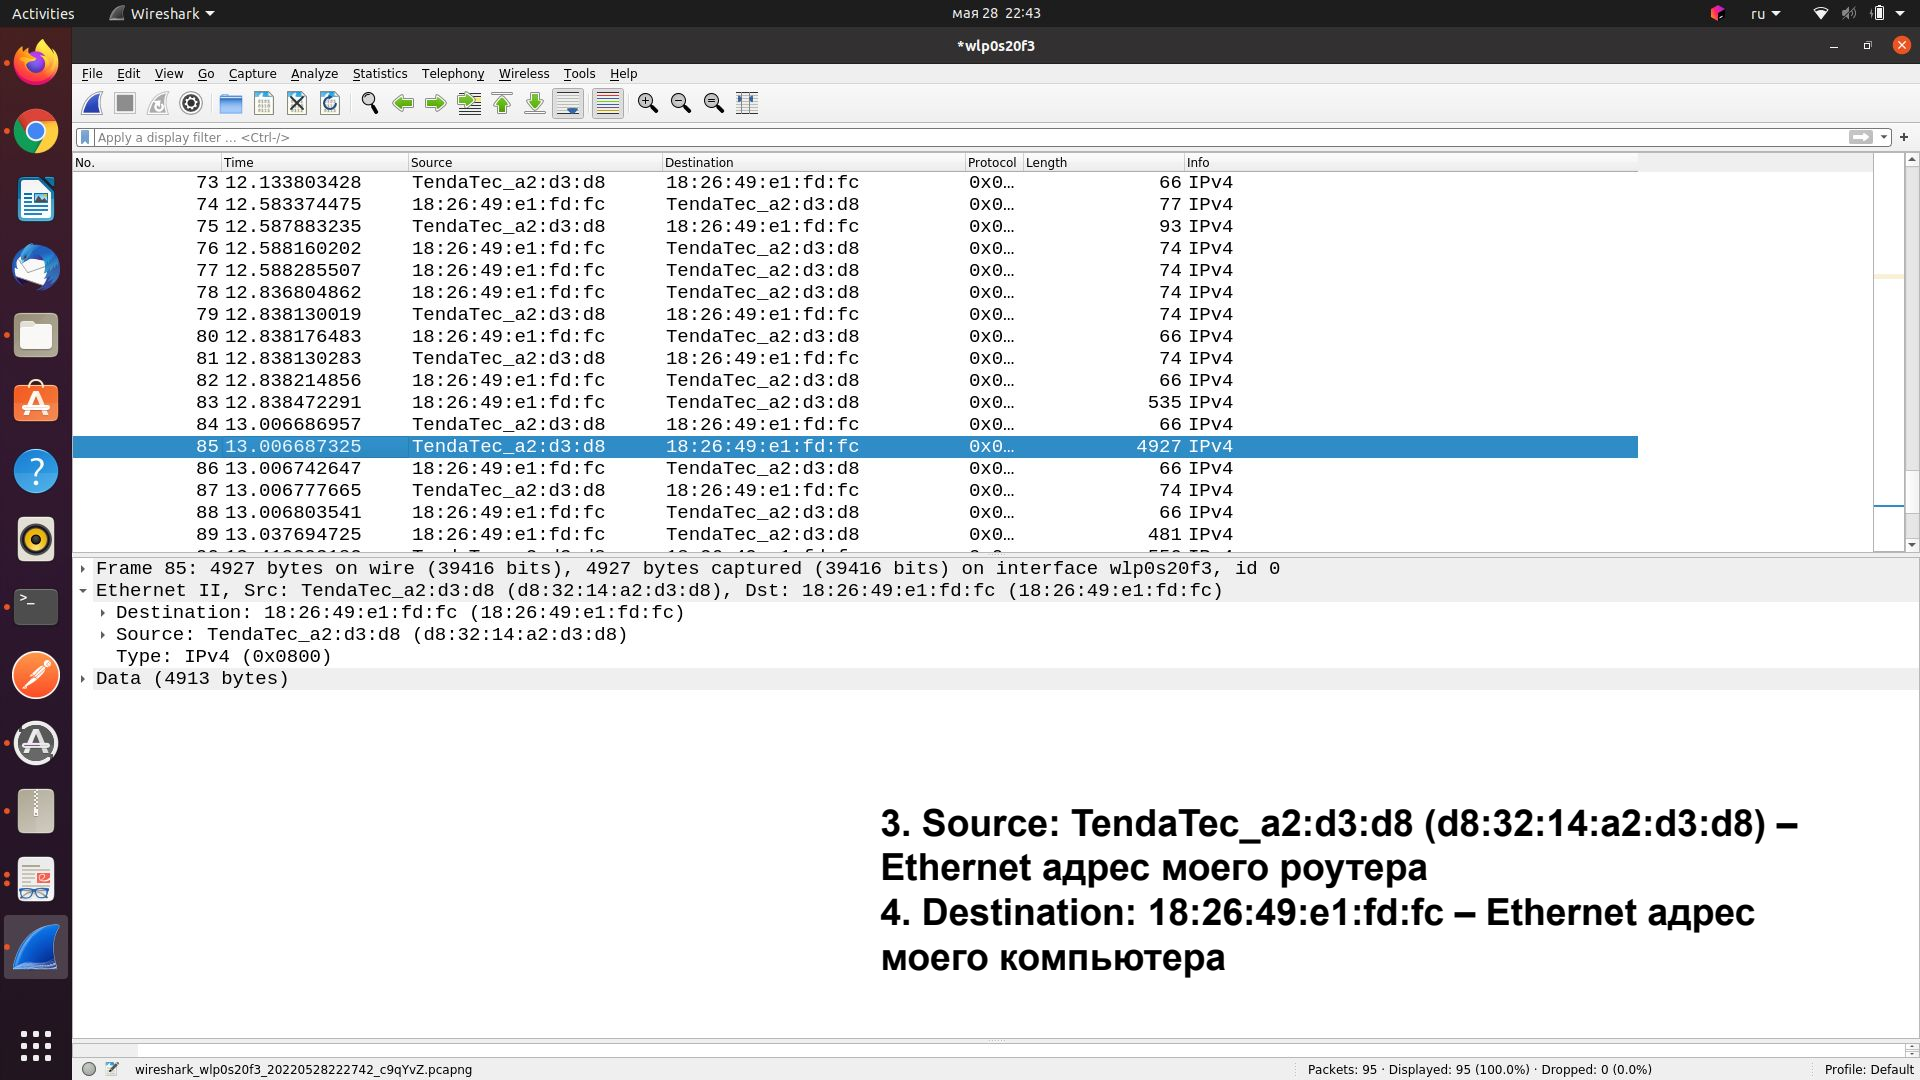 Activities
Wireshark
мая 28 22:43
ru
*wlp0s20f3
File Edit View Go Capture Analyze Statistics Telephony Wireless Tools Help
Apply a display filter … <Ctrl-/>
No. Time Source Destination Protocol Length Info
73 12.133803428 TendaTec_a2:d3:d8 18:26:49:e1:fd:fc 0x0… 66 IPv4
74 12.583374475 18:26:49:e1:fd:fc TendaTec_a2:d3:d8 0x0… 77 IPv4
75 12.587883235 TendaTec_a2:d3:d8 18:26:49:e1:fd:fc 0x0… 93 IPv4
76 12.588160202 18:26:49:e1:fd:fc TendaTec_a2:d3:d8 0x0… 74 IPv4
77 12.588285507 18:26:49:e1:fd:fc TendaTec_a2:d3:d8 0x0… 74 IPv4
78 12.836804862 18:26:49:e1:fd:fc TendaTec_a2:d3:d8 0x0… 74 IPv4
79 12.838130019 TendaTec_a2:d3:d8 18:26:49:e1:fd:fc 0x0… 74 IPv4
80 12.838176483 18:26:49:e1:fd:fc TendaTec_a2:d3:d8 0x0… 66 IPv4
81 12.838130283 TendaTec_a2:d3:d8 18:26:49:e1:fd:fc 0x0… 74 IPv4
82 12.838214856 18:26:49:e1:fd:fc TendaTec_a2:d3:d8 0x0… 66 IPv4
83 12.838472291 18:26:49:e1:fd:fc TendaTec_a2:d3:d8 0x0… 535 IPv4
84 13.006686957 TendaTec_a2:d3:d8 18:26:49:e1:fd:fc 0x0… 66 IPv4
85 13.006687325 TendaTec_a2:d3:d8 18:26:49:e1:fd:fc 0x0… 4927 IPv4
86 13.006742647 18:26:49:e1:fd:fc TendaTec_a2:d3:d8 0x0… 66 IPv4
87 13.006777665 TendaTec_a2:d3:d8 18:26:49:e1:fd:fc 0x0… 74 IPv4
88 13.006803541 18:26:49:e1:fd:fc TendaTec_a2:d3:d8 0x0… 66 IPv4
89 13.037694725 18:26:49:e1:fd:fc TendaTec_a2:d3:d8 0x0… 481 IPv4
Frame 85: 4927 bytes on wire (39416 bits), 4927 bytes captured (39416 bits) on interface wlp0s20f3, id 0
Ethernet II, Src: TendaTec_a2:d3:d8 (d8:32:14:a2:d3:d8), Dst: 18:26:49:e1:fd:fc (18:26:49:e1:fd:fc)
Destination: 18:26:49:e1:fd:fc (18:26:49:e1:fd:fc)
Source: TendaTec_a2:d3:d8 (d8:32:14:a2:d3:d8)
Type: IPv4 (0x0800)
Data (4913 bytes)
3. Source: TendaTec_a2:d3:d8 (d8:32:14:a2:d3:d8) –
Ethernet адрес моего роутера
4. Destination: 18:26:49:e1:fd:fc – Ethernet адрес
моего компьютера
wireshark_wlp0s20f3_20220528222742_c9qYvZ.pcapng
Packets: 95 · Displayed: 95 (100.0%) · Dropped: 0 (0.0%)
Profile: Default